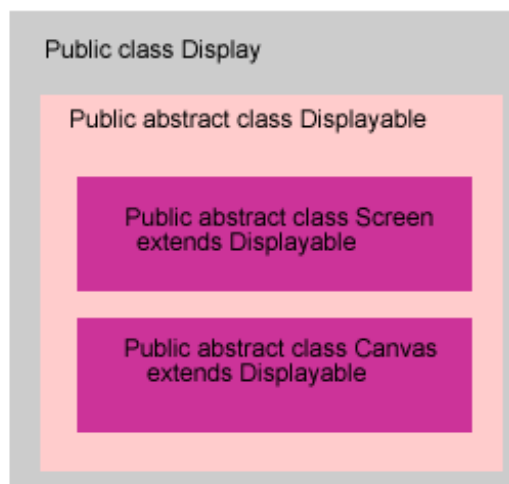 Public class Display
Public abstract class Displayable
Public abstract class Screen
extends Displayable
Public abstract class Canvas
extends Displayable